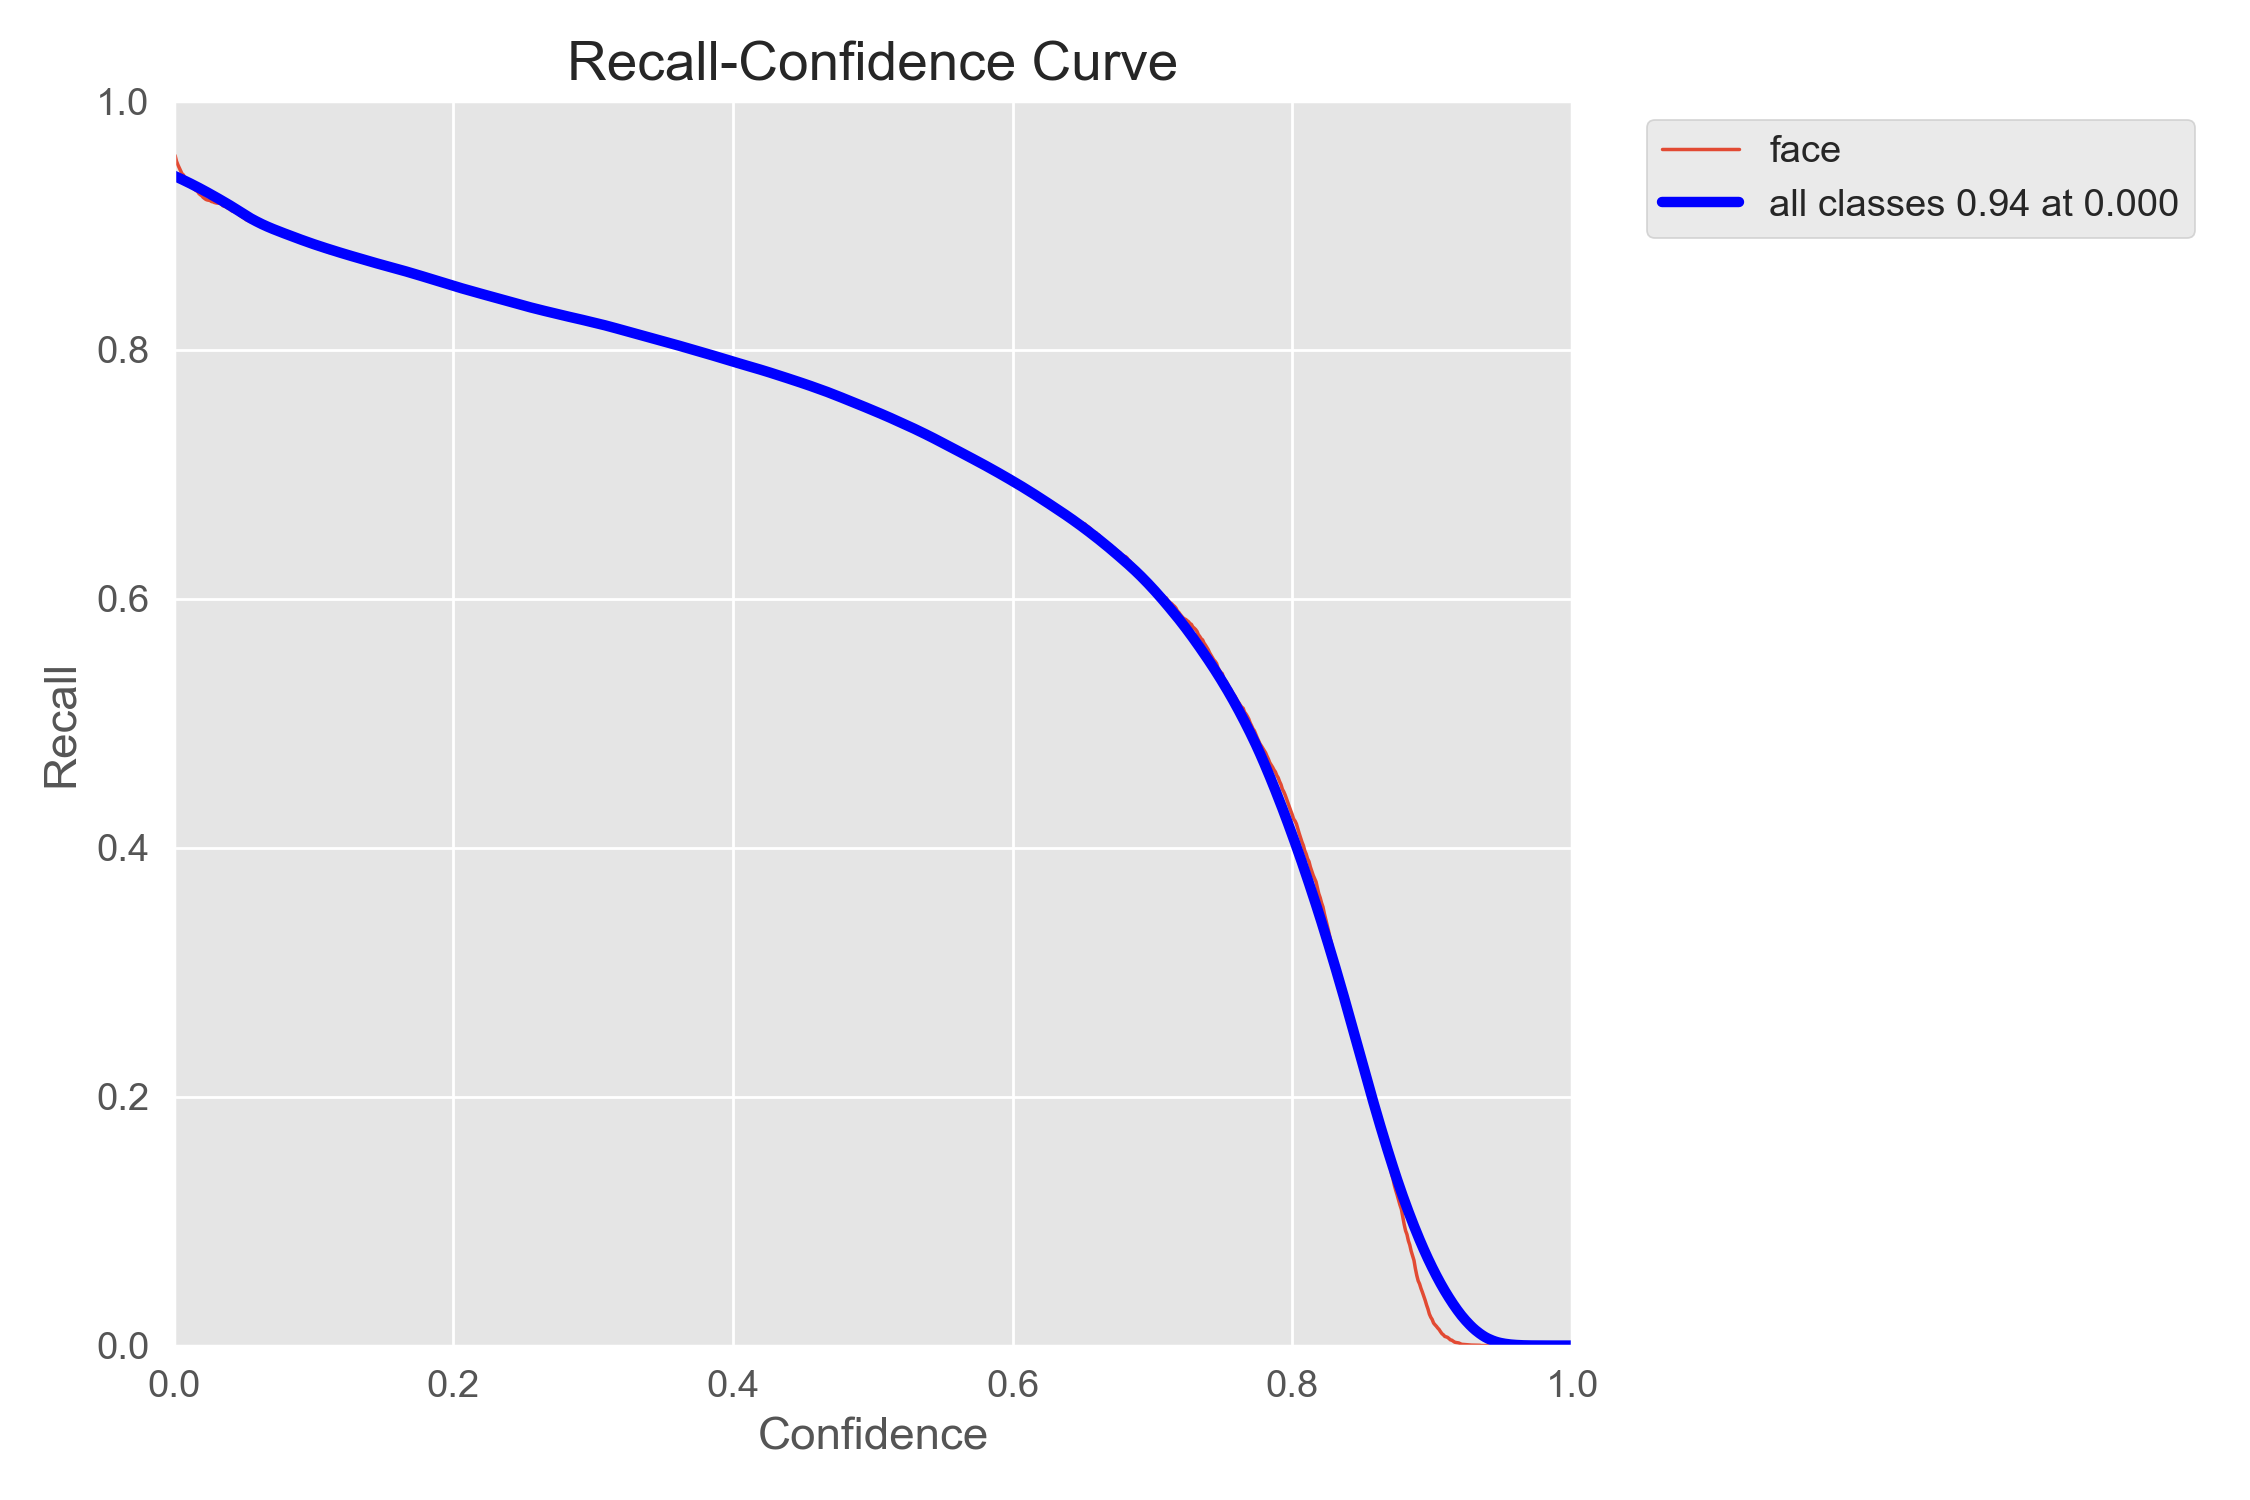 Recall-Confidence Curve
face
all classes 0.94 at 0.000
1.0
0.8
0.6
0.4
0.2
0.0
Recall
0.0 0.2 0.4 0.6 0.8 1.0
Confidence